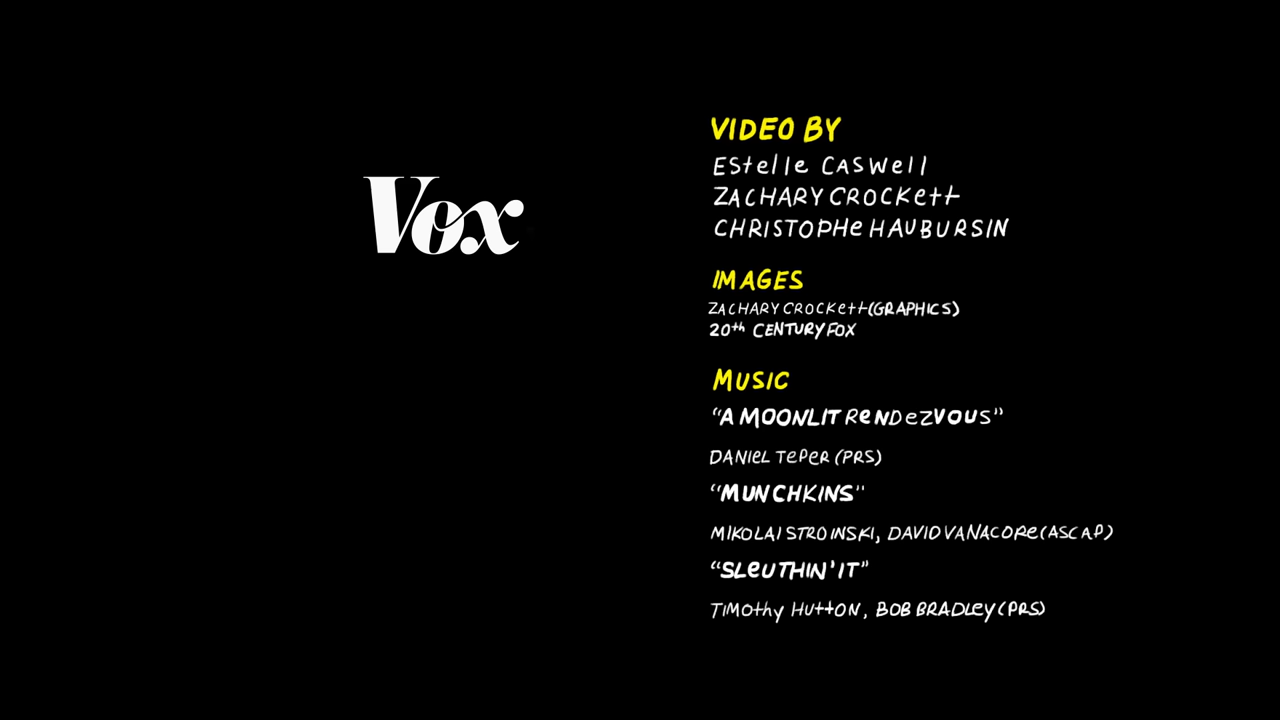 Vox
VIDEO BY
EStelle CASWell
ZACHARY CROCKett
CHRISTOPHe HAUBURSIN
IMAGES
ZACHARY CROCKett (GRAPHICS)
20th CENTURY FOX
MUSIC
“A MOONLIT ReNDeZVOUS”
DANIEL TePeR (PRS)
“MUNCHKINS”
MIKOLAI STROINSKI, DAVID VANACORe (ASCAP)
“SLeUTHIN' IT”
TIMothy HUttON, BOB BRADLey (PRS)